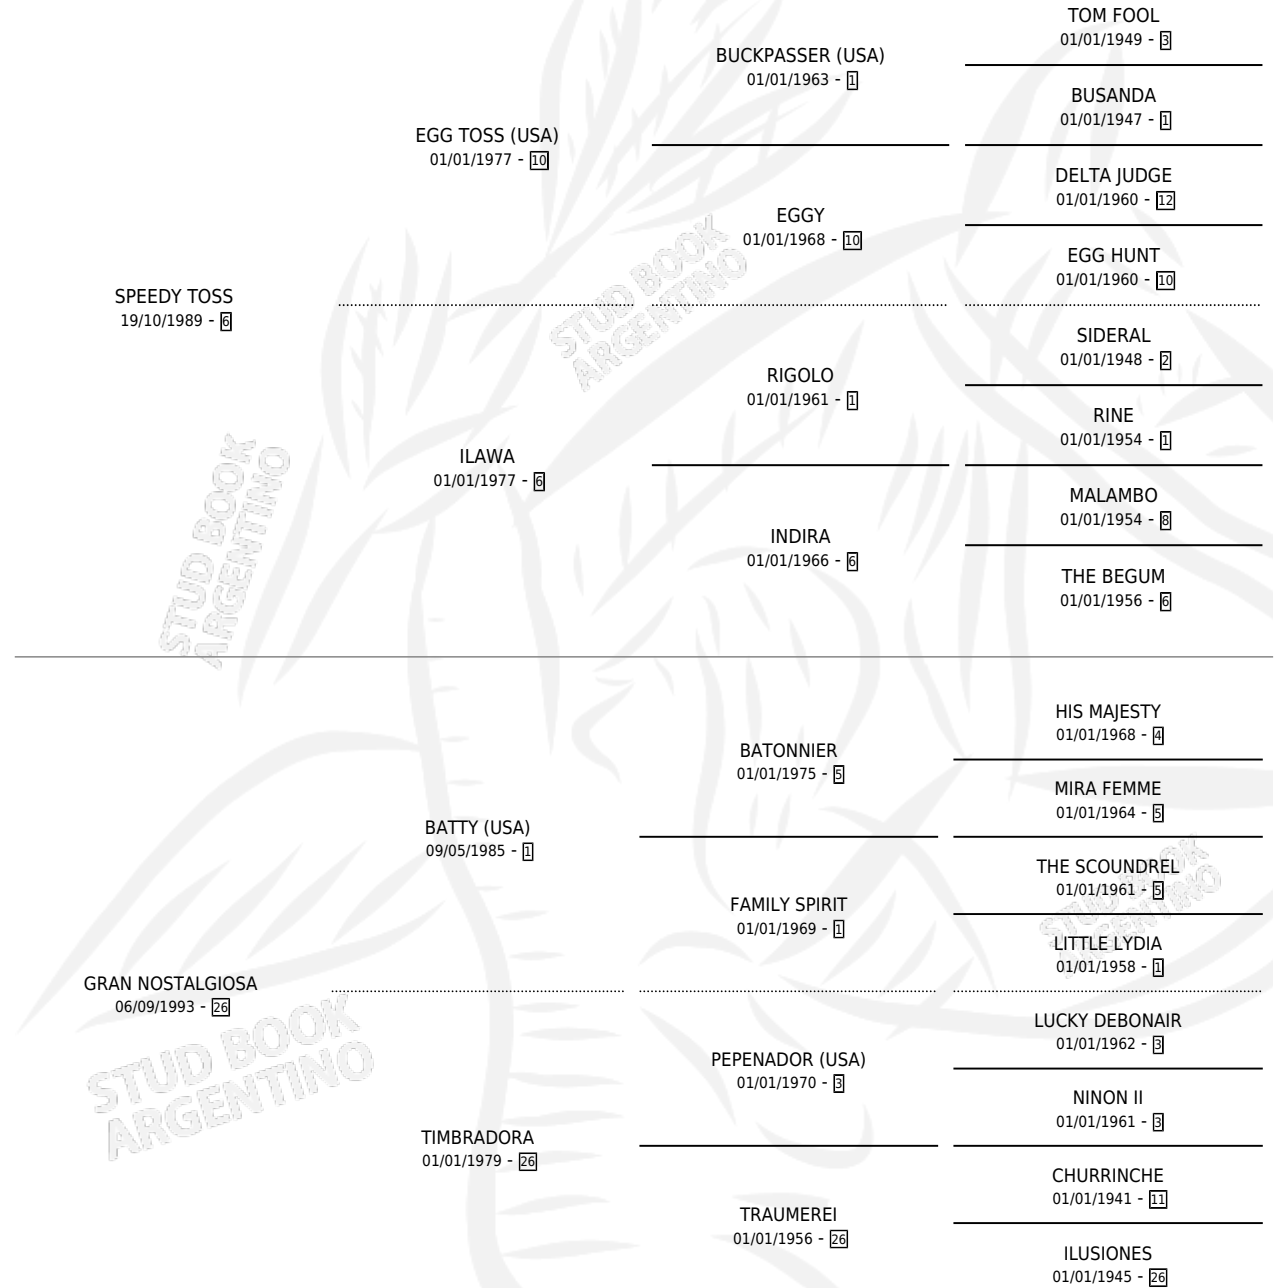 TOM FOOL
01/01/1949 - 3
BUCKPASSER (USA)
01/01/1963 - 1
BUSANDA
01/01/1947 - 1
EGG TOSS (USA)
01/01/1977 - 10
DELTA JUDGE
01/01/1960 - 12
EGGY
01/01/1968 - 10
EGG HUNT
01/01/1960 - 10
SPEEDY TOSS
19/10/1989 - 6
STUD BOOK
ARGENTINO
SIDERAL
01/01/1948 - 2
RIGOLO
01/01/1961 - 1
RINE
01/01/1954 - 1
ILAWA
01/01/1977 - 6
MALAMBO
01/01/1954 - 8
INDIRA
01/01/1966 - 6
THE BEGUM
01/01/1956 - 6
STUD BOOK
ARGENTINO
HIS MAJESTY
01/01/1968 - 4
BATONNIER
01/01/1975 - 5
MIRA FEMME
01/01/1964 - 5
BATTY (USA)
09/05/1985 - 1
THE SCOUNDREL
01/01/1961 - 5
FAMILY SPIRIT
01/01/1969 - 1
LITTLE LYDIA
01/01/1958 - 1
STUD BOOK
ARGENTINO
GRAN NOSTALGIOSA
06/09/1993 - 26
LUCKY DEBONAIR
01/01/1962 - 3
PEPENADOR (USA)
01/01/1970 - 3
NINON II
01/01/1961 - 3
STUD BOOK
ARGENTINO
TIMBRADORA
01/01/1979 - 26
CHURRINCHE
01/01/1941 - 11
TRAUMEREI
01/01/1956 - 26
ILUSIONES
01/01/1945 - 26